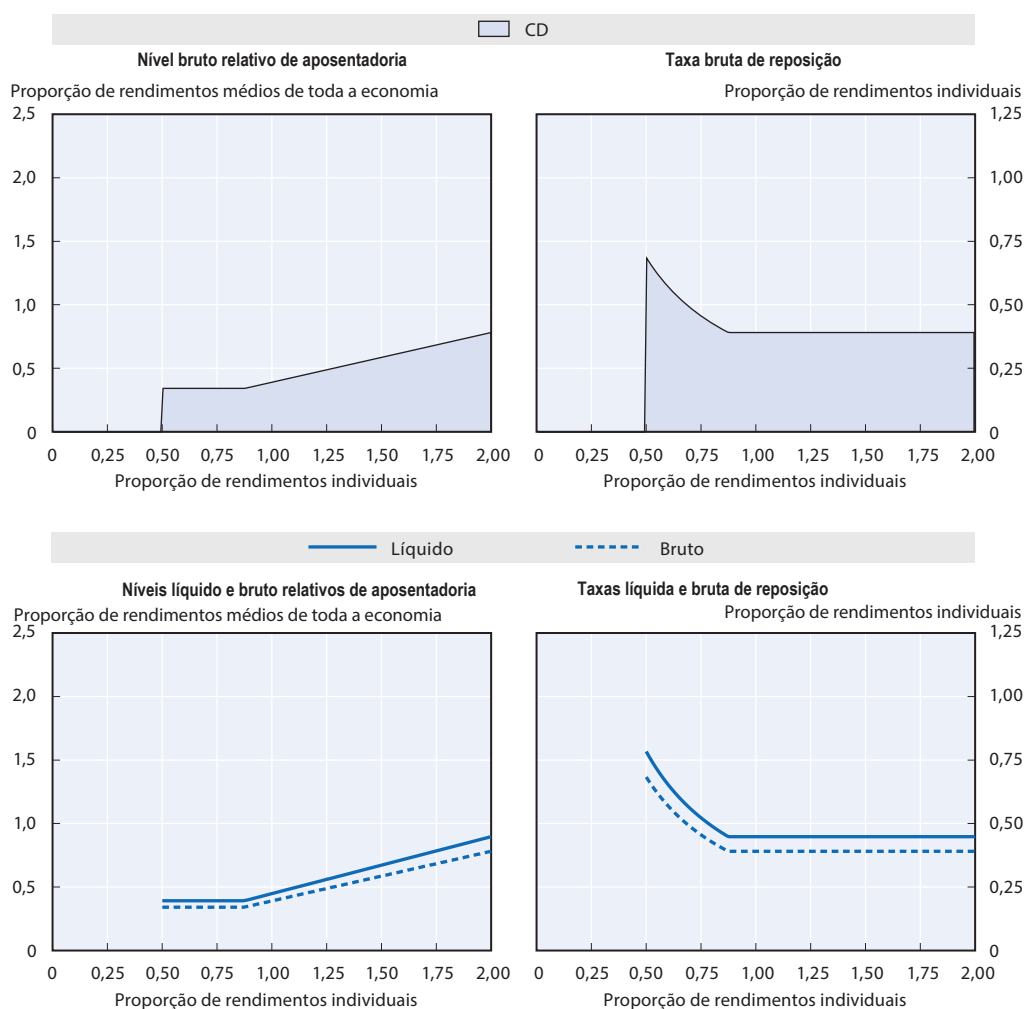 CD
Nível bruto relativo de aposentadoria
Proporção de rendimentos médios de toda a economia
2,5
2,0
1,5
1,0
0,5
0
0 0,25 0,50 0,75 1,00 1,25 1,50 1,75 2,00
Proporção de rendimentos individuais
Taxa bruta de reposição
Proporção de rendimentos individuais
1,25
1,00
0,75
0,50
0,25
0
0 0,25 0,50 0,75 1,00 1,25 1,50 1,75 2,00
Proporção de rendimentos individuais
Líquido Bruto
Níveis líquido e bruto relativos de aposentadoria
Proporção de rendimentos médios de toda a economia
2,5
2,0
1,5
1,0
0,5
0
0 0,25 0,50 0,75 1,00 1,25 1,50 1,75 2,00
Proporção de rendimentos individuais
Taxas líquida e bruta de reposição
Proporção de rendimentos individuais
1,25
1,00
0,75
0,50
0,25
0
0 0,25 0,50 0,75 1,00 1,25 1,50 1,75 2,00
Proporção de rendimentos individuais